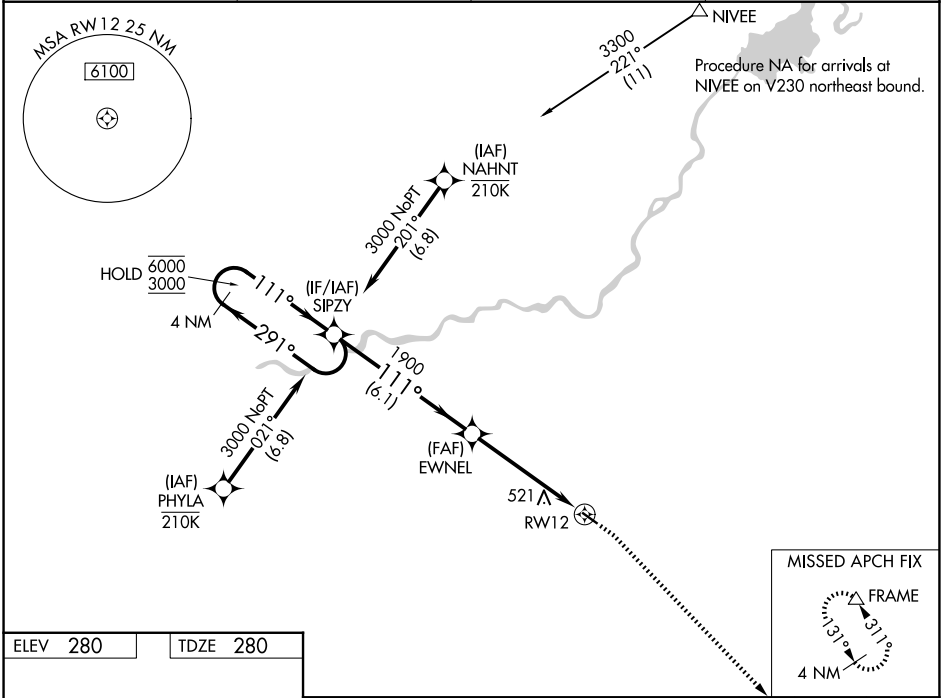 MSA RW12 25 NM
6100
NIVEE
3300
221°
(11)
Procedure NA for arrivals at
NIVEE on V230 northeast bound.
(IAF)
NAHNT
210K
3000 NoPT
201°
(6.8)
HOLD
6000
3000
4 NM
111°
291°
(IF/IAF)
SIPZY
1900
111°
(6.1)
3000 NoPT
021°
(6.8)
(IAF)
PHYLA
210K
(FAF)
EWNEL
521
RW12
MISSED APCH FIX
FRAME
131°
311°
4 NM
ELEV 280
TDZE 280